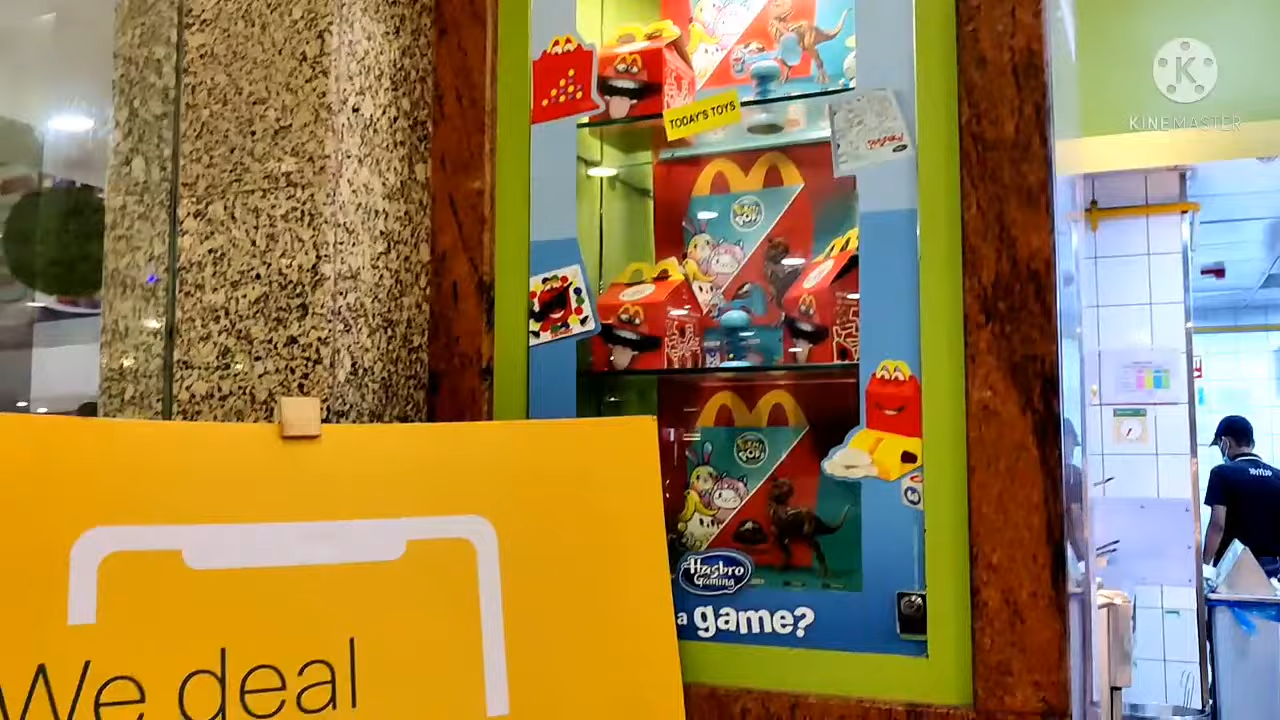 KINEMASTER
TODAY'S TOYS
Hasbro
Gaming
a game?
We deal